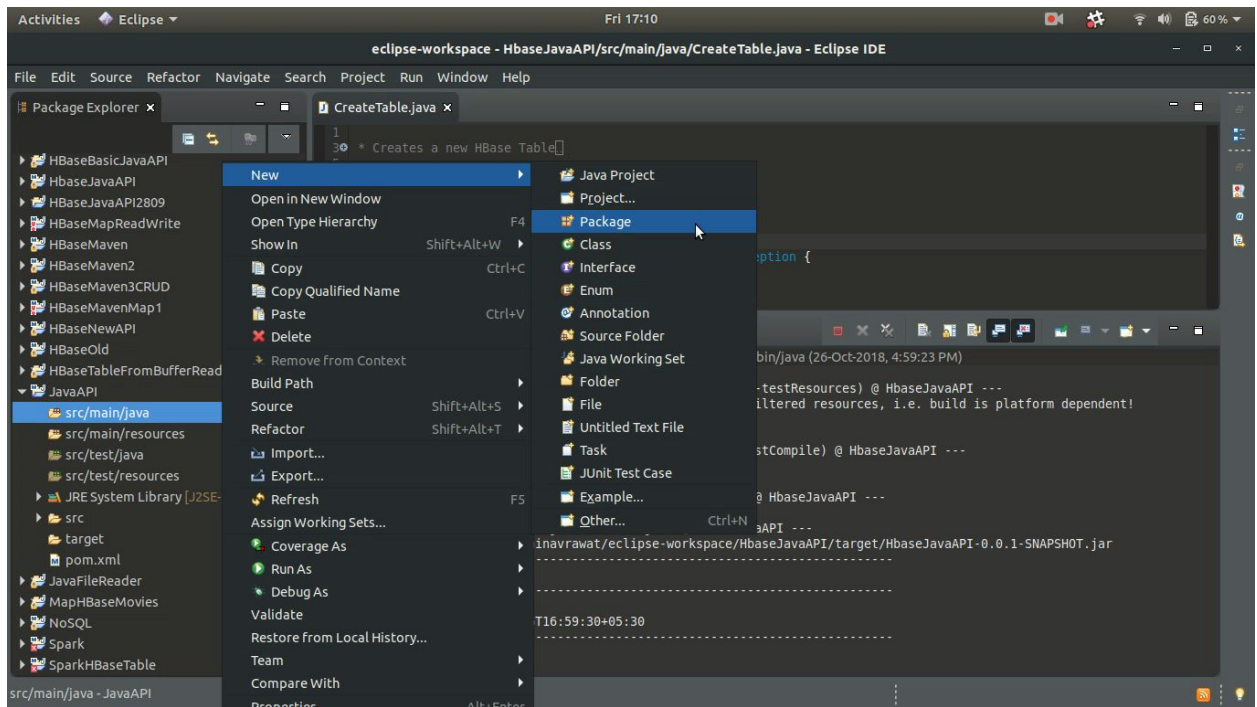 Activities Eclipse Fri 17:10 60 %
eclipse-workspace - HbaseJavaAPI/src/main/java/CreateTable.java - Eclipse IDE
File Edit Source Refactor Navigate Search Project Run Window Help
Package Explorer
HBaseBasicJavaAPI
HbaseJavaAPI
HBaseJavaAPI2809
HBaseMapReadWrite
HBaseMaven
HBaseMaven2
HBaseMaven3CRUD
HBaseMavenMap1
HBaseNewAPI
HBaseOld
HBaseTableFromBufferRead
JavaAPI
src/main/java
src/main/resources
src/test/java
src/test/resources
JRE System Library [J2SE-
src
target
pom.xml
JavaFileReader
MapHBaseMovies
NoSQL
Spark
SparkHBaseTable
src/main/java - JavaAPI
New
Open in New Window
Open Type Hierarchy F4
Show In Shift+Alt+W
Copy Ctrl+C
Copy Qualified Name
Paste Ctrl+V
Delete
Remove from Context
Build Path
Source Shift+Alt+S
Refactor Shift+Alt+T
Import...
Export...
Refresh F5
Assign Working Sets...
Coverage As
Run As
Debug As
Validate
Restore from Local History...
Team
Compare With
Properties Alt+Enter
Java Project
Project...
Package
Class
Interface
Enum
Annotation
Source Folder
Java Working Set
Folder
File
Untitled Text File
Task
JUnit Test Case
Example...
Other... Ctrl+N
CreateTable.java
1
3 * Creates a new HBase Table
eption {
bin/java (26-Oct-2018, 4:59:23 PM)
-testResources) @ HbaseJavaAPI ---
iltered resources, i.e. build is platform dependent!
stCompile) @ HbaseJavaAPI ---
@ HbaseJavaAPI ---
aAPI ---
inavrawat/eclipse-workspace/HbaseJavaAPI/target/HbaseJavaAPI-0.0.1-SNAPSHOT.jar
------------------------------------------------
------------------------------------------------
T16:59:30+05:30
------------------------------------------------